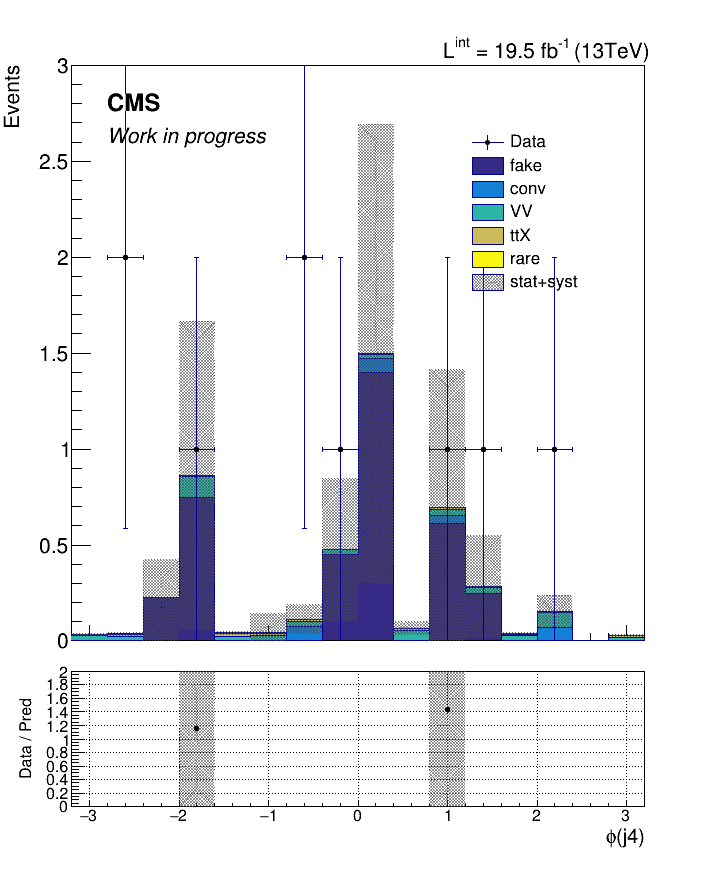 L^int = 19.5 fb^-1 (13TeV)
Events
3
2.5
2
1.5
1
0.5
0
CMS
Work in progress
Data
fake
conv
VV
ttX
rare
stat+syst
Data / Pred
2
1.8
1.6
1.4
1.2
1
0.8
0.6
0.4
0.2
0
−3 −2 −1 0 1 2 3
ϕ(j4)